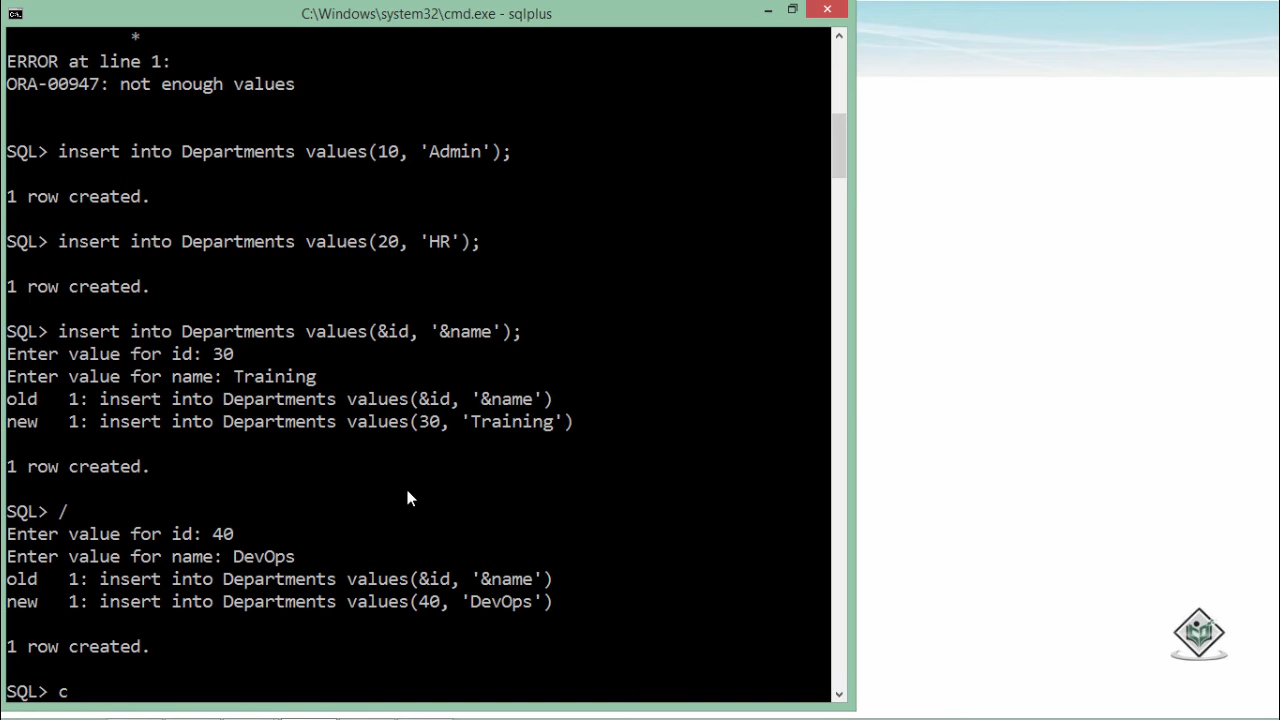 C:\Windows\system32\cmd.exe - sqlplus
*
ERROR at line 1:
ORA-00947: not enough values
SQL> insert into Departments values(10, 'Admin');
1 row created.
SQL> insert into Departments values(20, 'HR');
1 row created.
SQL> insert into Departments values(&id, '&name');
Enter value for id: 30
Enter value for name: Training
old   1: insert into Departments values(&id, '&name')
new   1: insert into Departments values(30, 'Training')
1 row created.
SQL> /
Enter value for id: 40
Enter value for name: DevOps
old   1: insert into Departments values(&id, '&name')
new   1: insert into Departments values(40, 'DevOps')
1 row created.
SQL> c